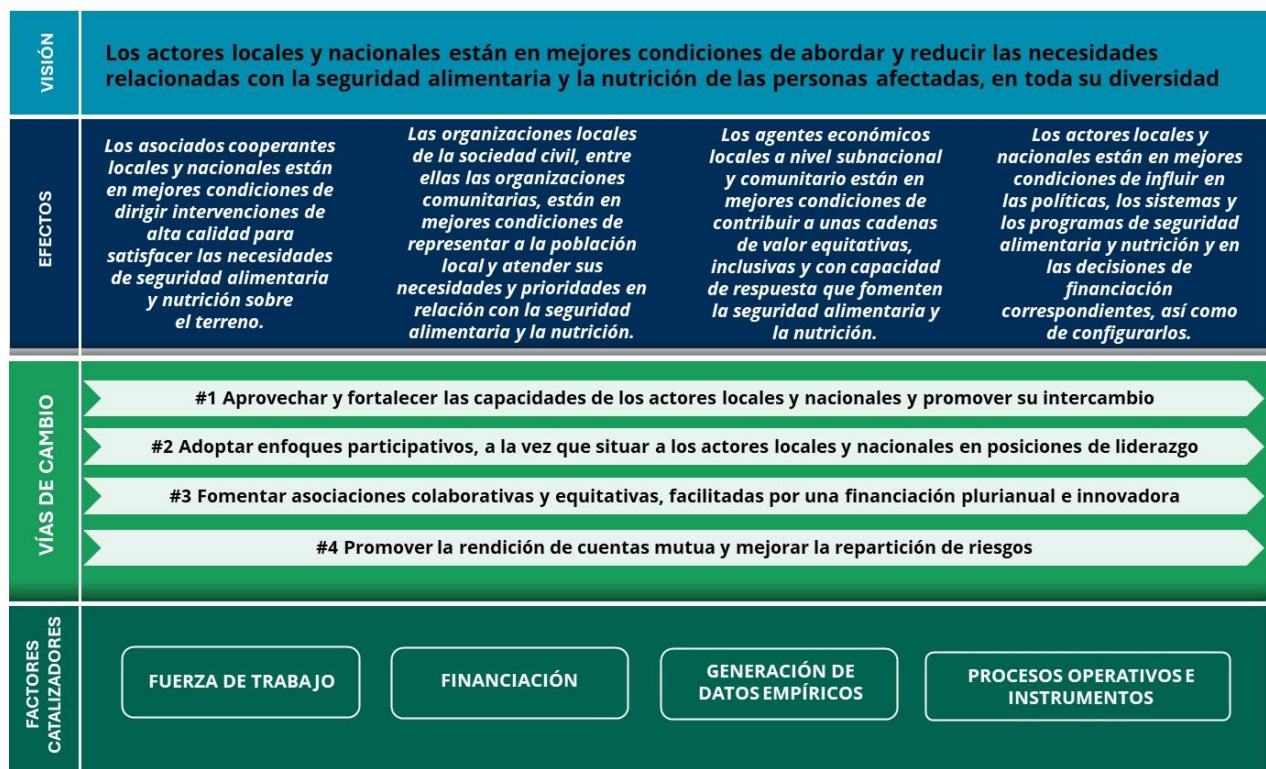 VISIÓN
Los actores locales y nacionales están en mejores condiciones de abordar y reducir las necesidades
relacionadas con la seguridad alimentaria y la nutrición de las personas afectadas, en toda su diversidad
EFECTOS
Los asociados cooperantes
locales y nacionales están
en mejores condiciones de
dirigir intervenciones de
alta calidad para
satisfacer las necesidades
de seguridad alimentaria
y nutrición sobre
el terreno.
Las organizaciones locales
de la sociedad civil, entre
ellas las organizaciones
comunitarias, están en
mejores condiciones de
representar a la población
local y atender sus
necesidades y prioridades en
relación con la seguridad
alimentaria y la nutrición.
Los agentes económicos
locales a nivel subnacional
y comunitario están en
mejores condiciones de
contribuir a unas cadenas
de valor equitativas,
inclusivas y con capacidad
de respuesta que fomenten
la seguridad alimentaria y
la nutrición.
Los actores locales y
nacionales están en mejores
condiciones de influir en
las políticas, los sistemas y
los programas de seguridad
alimentaria y nutrición y en
las decisiones de
financiación
correspondientes, así como
de configurarlos.
VÍAS DE CAMBIO
#1 Aprovechar y fortalecer las capacidades de los actores locales y nacionales y promover su intercambio
#2 Adoptar enfoques participativos, a la vez que situar a los actores locales y nacionales en posiciones de liderazgo
#3 Fomentar asociaciones colaborativas y equitativas, facilitadas por una financiación plurianual e innovadora
#4 Promover la rendición de cuentas mutua y mejorar la repartición de riesgos
FACTORES
CATALIZADORES
FUERZA DE TRABAJO
FINANCIACIÓN
GENERACIÓN DE
DATOS EMPÍRICOS
PROCESOS OPERATIVOS E
INSTRUMENTOS